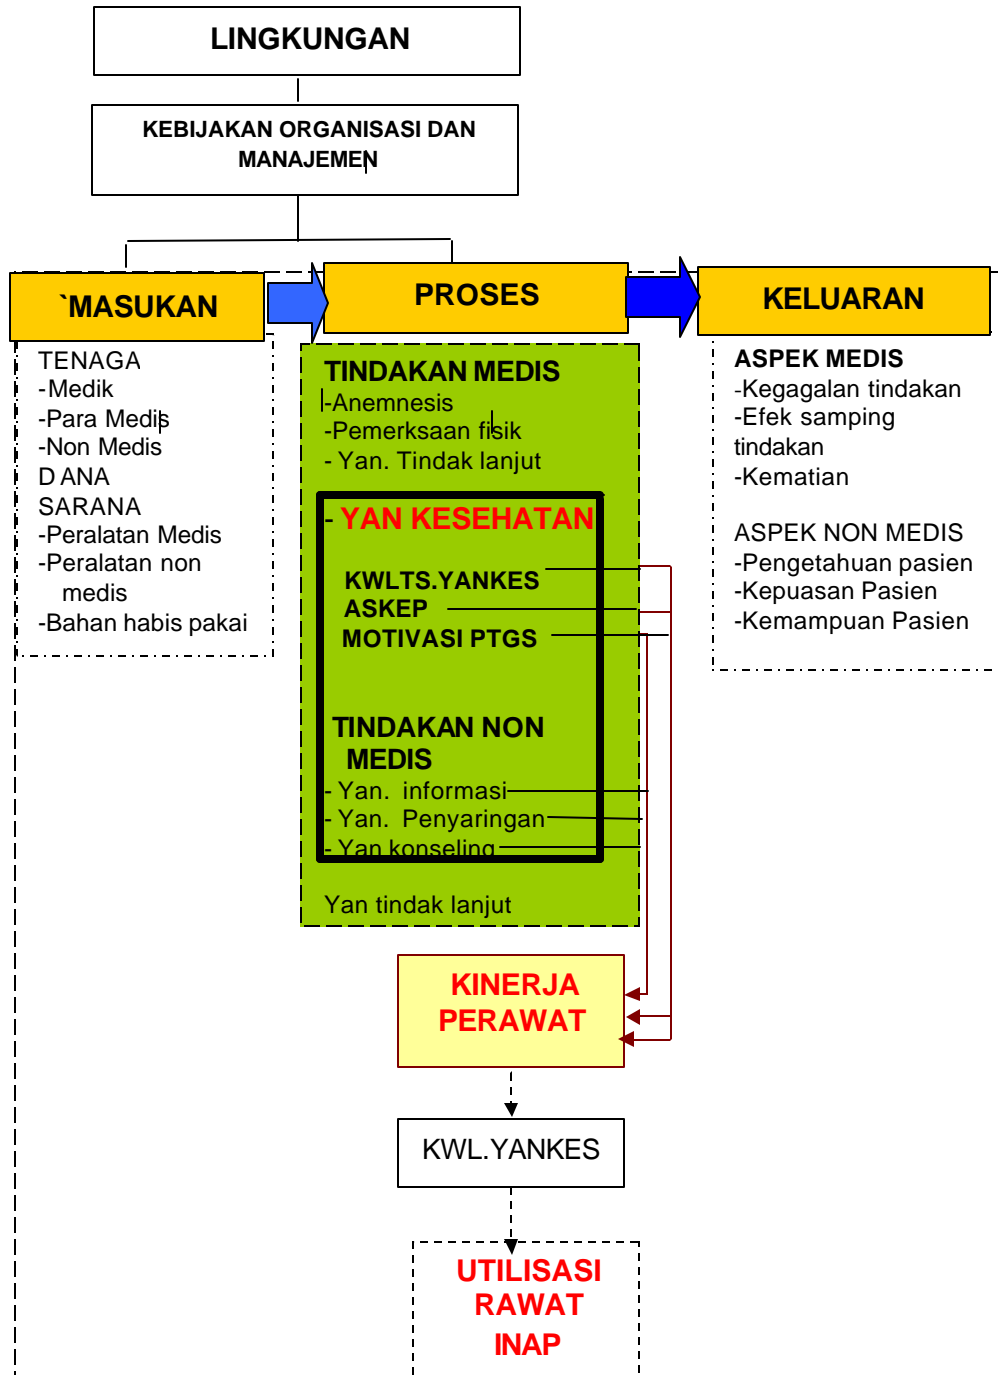 LINGKUNGAN
KEBIJAKAN ORGANISASI DAN
MANAJEMEN
`MASUKAN
PROSES
KELUARAN
TENAGA
-Medik
-Para Medis
-Non Medis
DANA
SARANA
-Peralatan Medis
-Peralatan non
medis
-Bahan habis pakai
TINDAKAN MEDIS
-Anemnesis
-Pemerksaan fisik
- Yan. Tindak lanjut
- YAN KESEHATAN
KWLTS.YANKES
ASKEP
MOTIVASI PTGS
TINDAKAN NON
MEDIS
- Yan. informasi
- Yan. Penyaringan
- Yan konseling
Yan tindak lanjut
ASPEK MEDIS
-Kegagalan tindakan
-Efek samping
tindakan
-Kematian
ASPEK NON MEDIS
-Pengetahuan pasien
-Kepuasan Pasien
-Kemampuan Pasien
KINERJA
PERAWAT
KWL.YANKES
UTILISASI
RAWAT
INAP